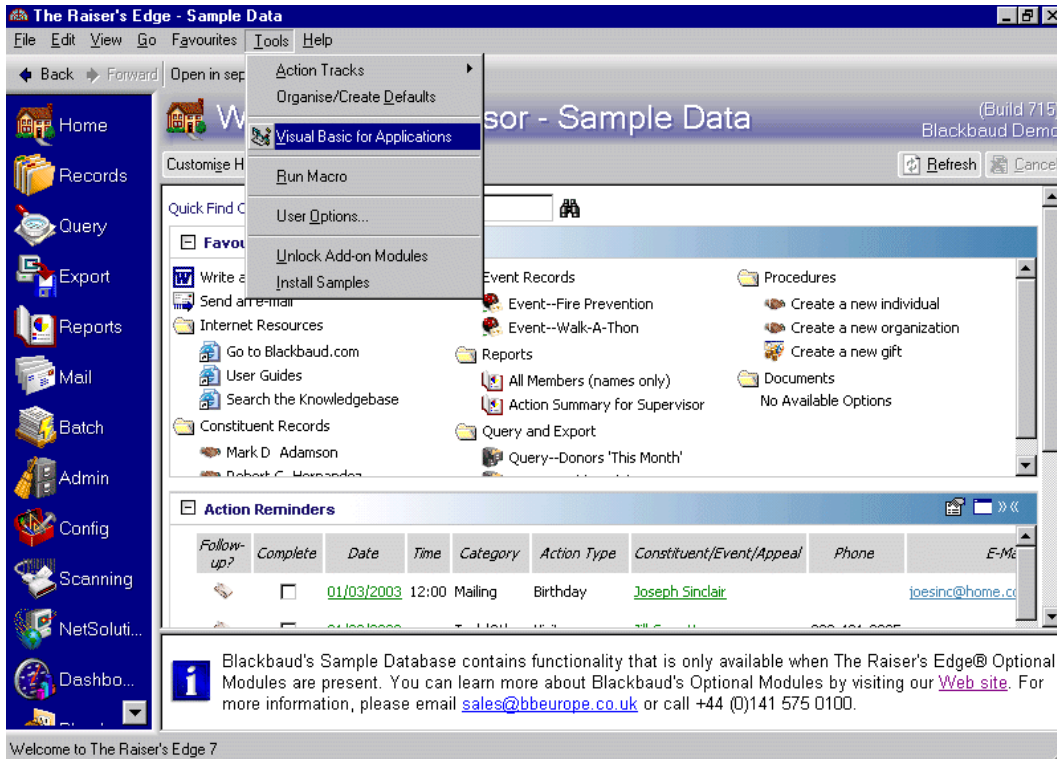 The Raiser's Edge - Sample Data
File Edit View Go Favourites Tools Help
Back Forward Open in sep
Action Tracks
Organise/Create Defaults
Visual Basic for Applications
Run Macro
User Options...
Unlock Add-on Modules
Install Samples
W sor - Sample Data
(Build 715)
Blackbaud Demo
Customise H
Refresh Cance
Home
Records
Query
Export
Reports
Mail
Batch
Admin
Config
Scanning
NetSoluti...
Dashbo...
Quick Find C
Favou
Write a
Send an e-mail
Internet Resources
Go to Blackbaud.com
User Guides
Search the Knowledgebase
Constituent Records
Mark D Adamson
Robert C. Hernandez
Event Records
Event--Fire Prevention
Event--Walk-A-Thon
Reports
All Members (names only)
Action Summary for Supervisor
Query and Export
Query--Donors 'This Month'
Procedures
Create a new individual
Create a new organization
Create a new gift
Documents
No Available Options
Action Reminders
Follow-up? Complete Date Time Category Action Type Constituent/Event/Appeal Phone E-Ma
01/03/2003 12:00 Mailing Birthday Joseph Sinclair joesinc@home.co
Blackbaud's Sample Database contains functionality that is only available when The Raiser's Edge® Optional
Modules are present. You can learn more about Blackbaud's Optional Modules by visiting our Web site. For
more information, please email sales@bbeurope.co.uk or call +44 (0)141 575 0100.
Welcome to The Raiser's Edge 7